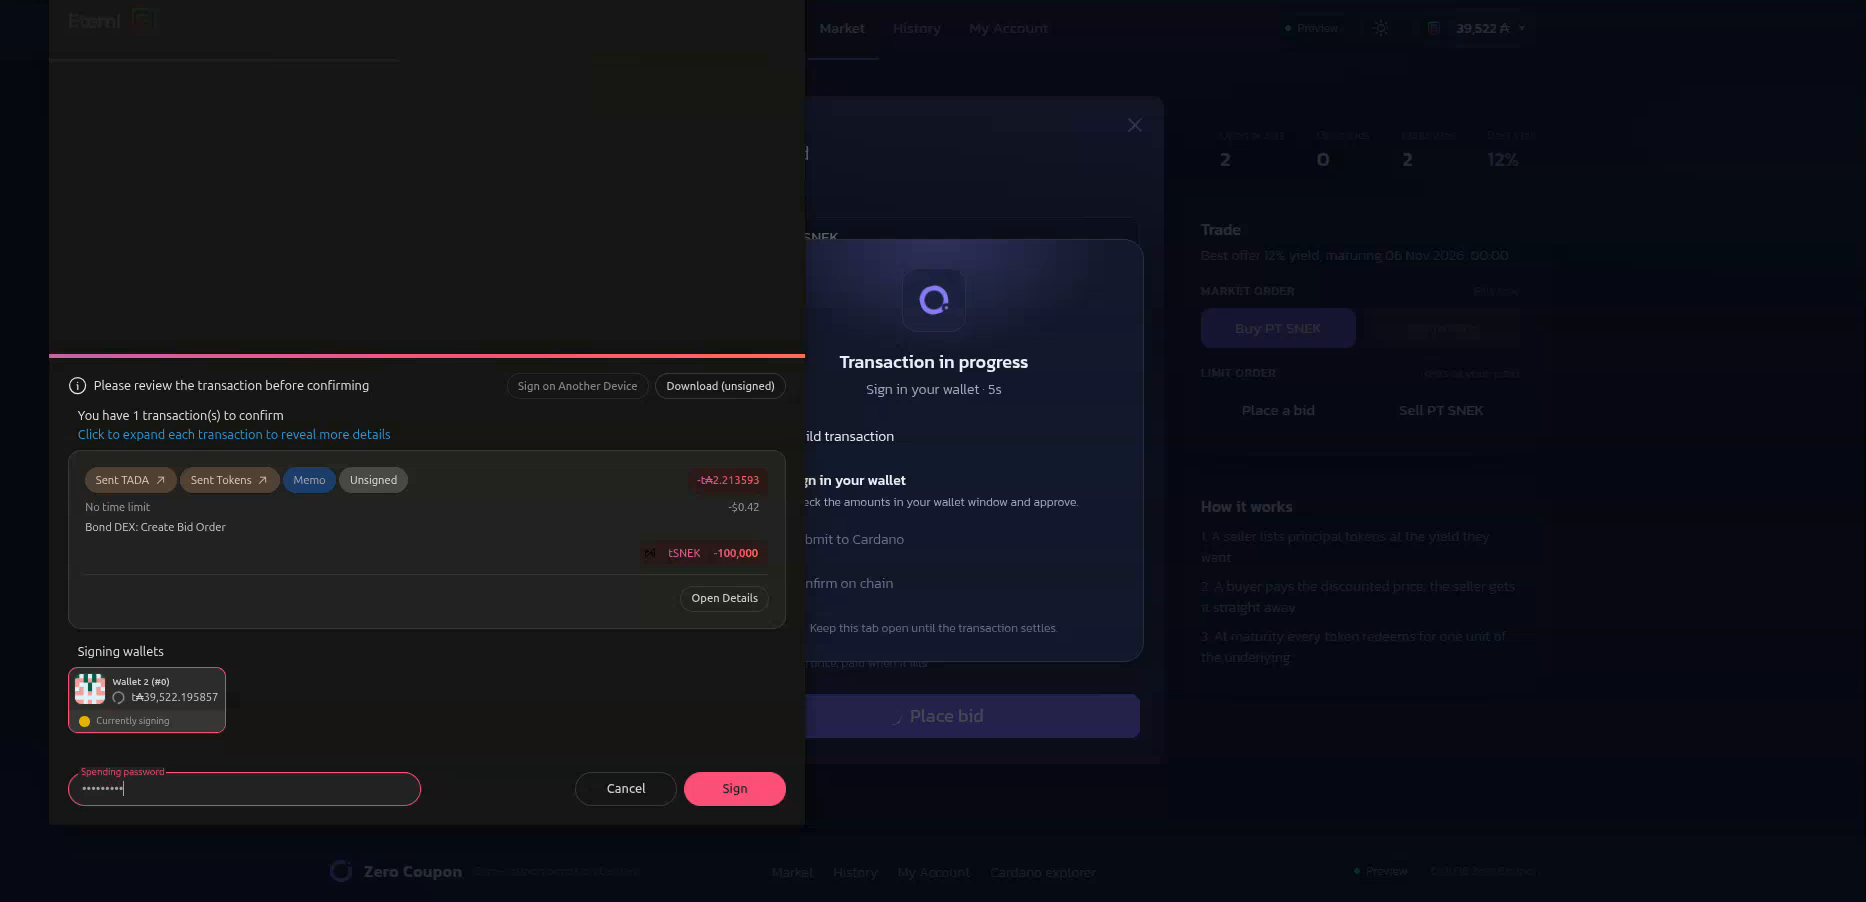 Eternl
Market History My Account
Preview 39,522 ₳
SNEK
2 0 2 12%
Trade
Best offer 12% yield, maturing 06 Nov 2026, 00:00
MARKET ORDER
Buy PT SNEK
LIMIT ORDER
Place a bid Sell PT SNEK
How it works
1. A seller lists principal tokens at the yield they
want
2. A buyer pays the discounted price, the seller gets
it straight away
3. At maturity every token redeems for one unit of
the underlying
Transaction in progress
Sign in your wallet · 5s
ild transaction
gn in your wallet
eck the amounts in your wallet window and approve.
bmit to Cardano
nfirm on chain
Keep this tab open until the transaction settles.
Place bid
Please review the transaction before confirming
Sign on Another Device Download (unsigned)
You have 1 transaction(s) to confirm
Click to expand each transaction to reveal more details
Sent TADA Sent Tokens Memo Unsigned -t₳2.213593
No time limit -$0.42
Bond DEX: Create Bid Order
tSNEK -100,000
Open Details
Signing wallets
Wallet 2 (#0)
t₳39,522.195857
Currently signing
Spending password
•••••••••
Cancel Sign
Zero Coupon
Market History My Account Cardano explorer
Preview